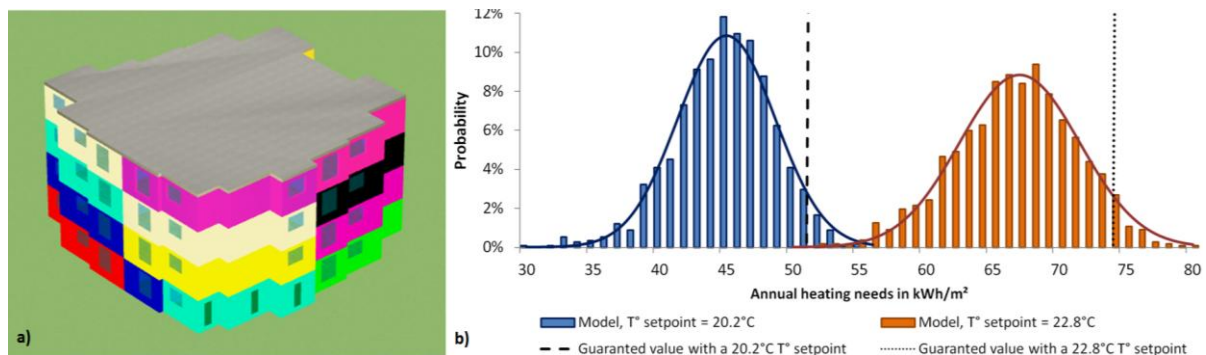 a)
b)
12%
10%
8%
6%
4%
2%
0%
Probability
30 35 40 45 50 55 60 65 70 75 80
Annual heating needs in kWh/m²
Model, T° setpoint = 20.2°C Model, T° setpoint = 22.8°C
Guaranted value with a 20.2°C T° setpoint Guaranted value with a 22.8°C T° setpoint